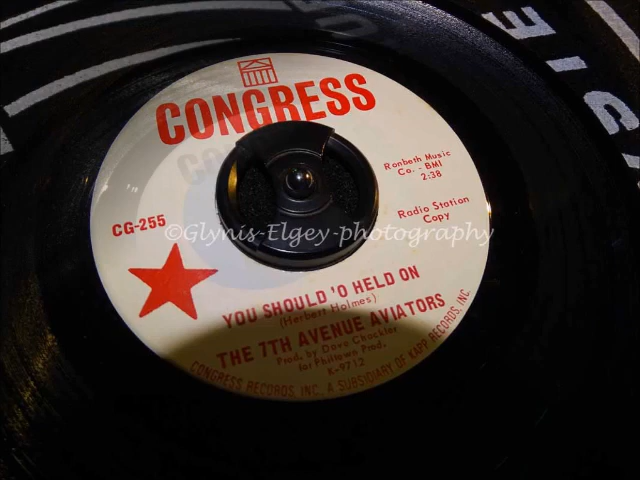 CONGRESS
Ronbeth Music
Co. - BMI
2:38
CG-255
Radio Station
Copy
©Glynis-Elgey-photography
YOU SHOULD 'O HELD ON
(Herbert Holmes)
THE 7TH AVENUE AVIATORS
Prod. by Dave Chackler
for Philtown Prod.
K-9712
CONGRESS RECORDS, INC. A SUBSIDIARY OF KAPP RECORDS, INC.